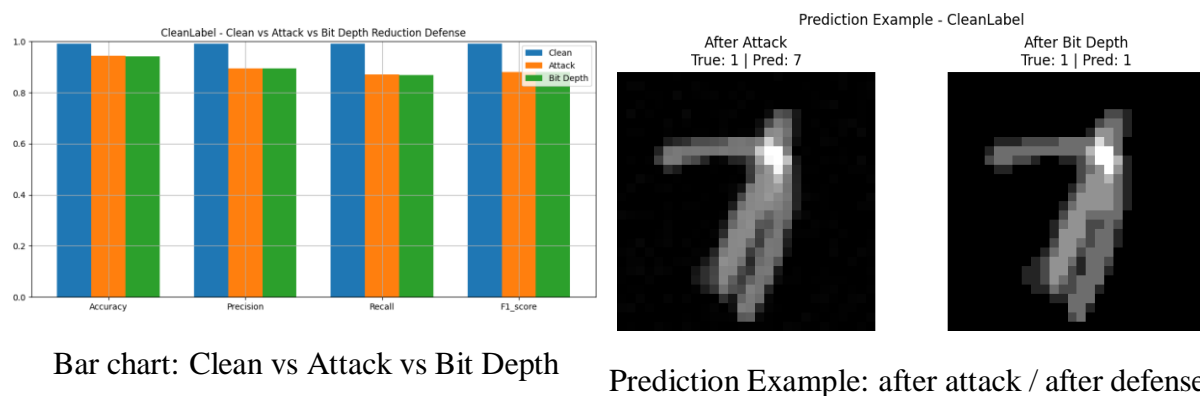 CleanLabel - Clean vs Attack vs Bit Depth Reduction Defense
1.0
0.8
0.6
0.4
0.2
0.0
Clean
Attack
Bit Depth
Accuracy
Precision
Recall
F1_score
Bar chart: Clean vs Attack vs Bit Depth
Prediction Example - CleanLabel
After Attack
True: 1 | Pred: 7
After Bit Depth
True: 1 | Pred: 1
Prediction Example: after attack / after defense